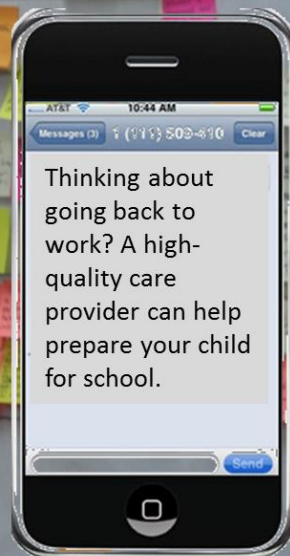 AT&T 10:44 AM
Messages (3) Clear
Thinking about
going back to
work? A high-
quality care
provider can help
prepare your child
for school.
Send